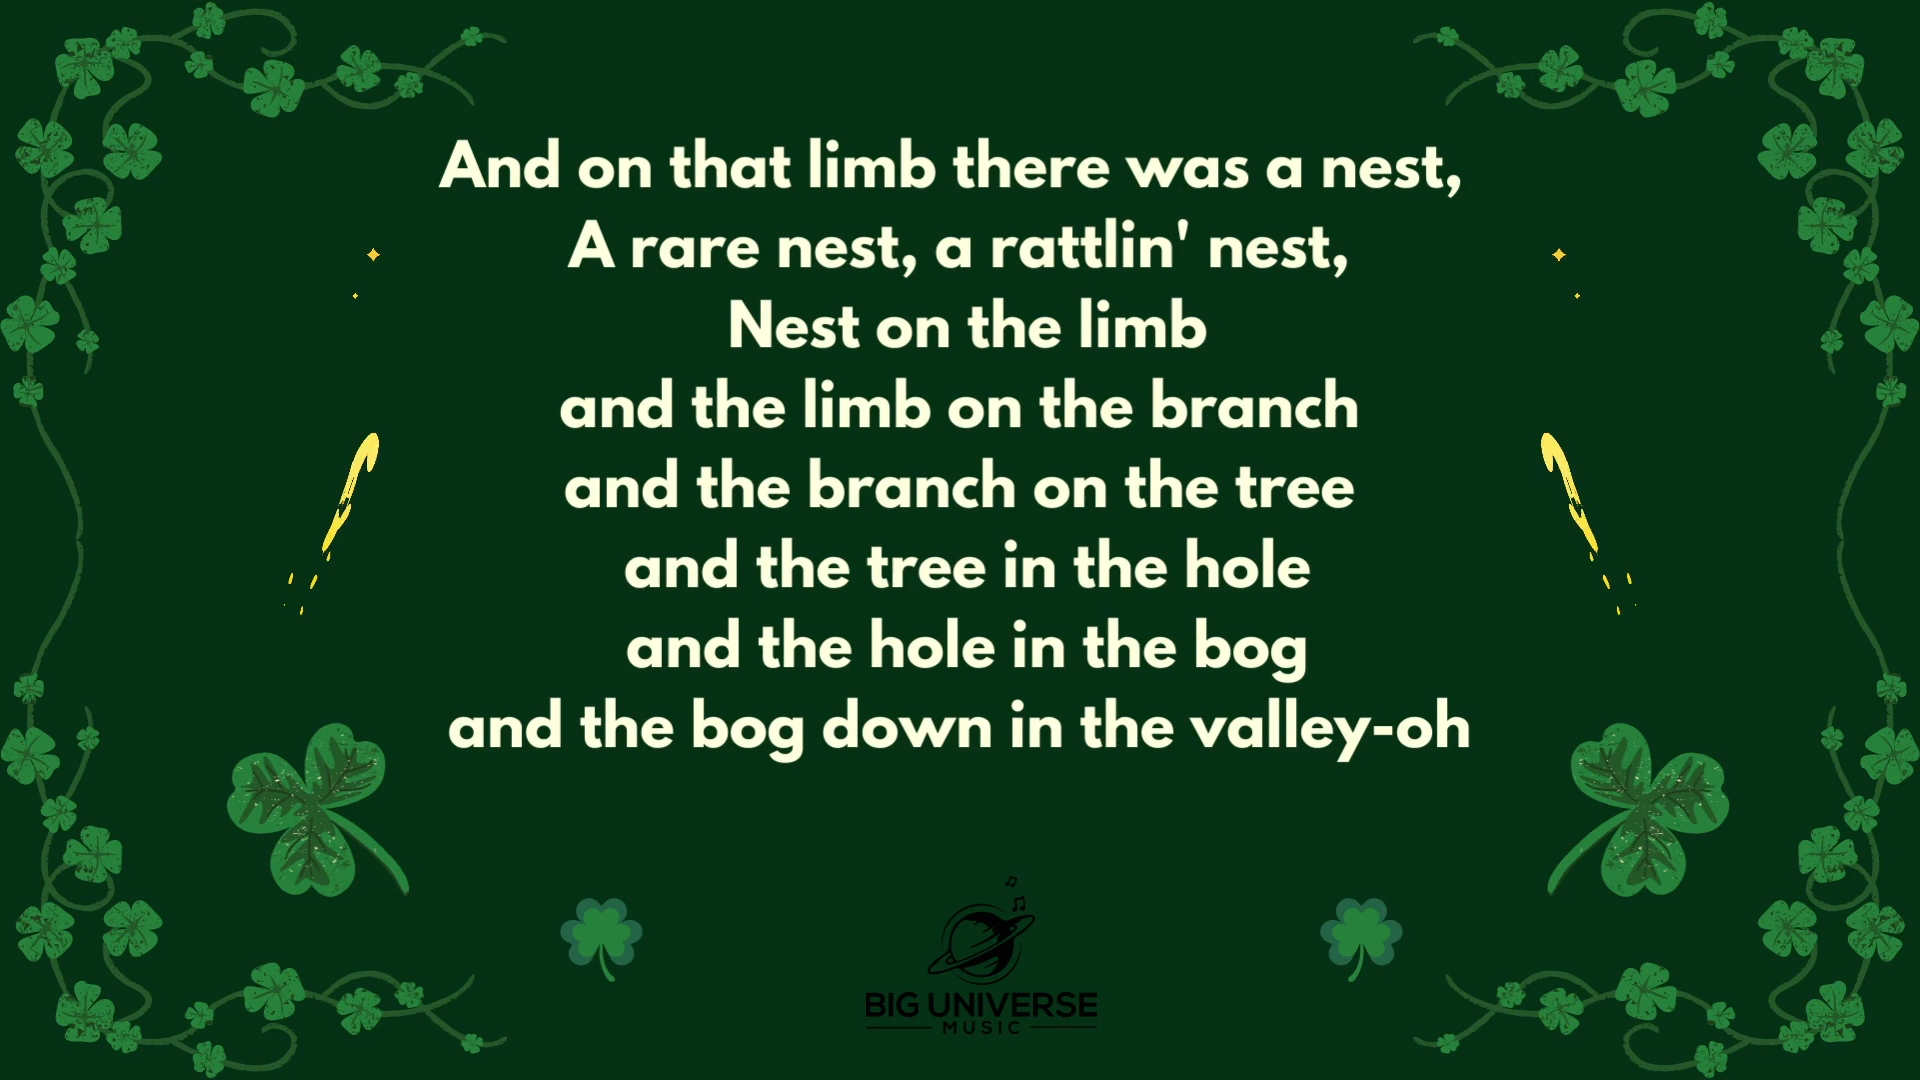 And on that limb there was a nest,
A rare nest, a rattlin' nest,
Nest on the limb
and the limb on the branch
and the branch on the tree
and the tree in the hole
and the hole in the bog
and the bog down in the valley-oh
BIG UNIVERSE
MUSIC